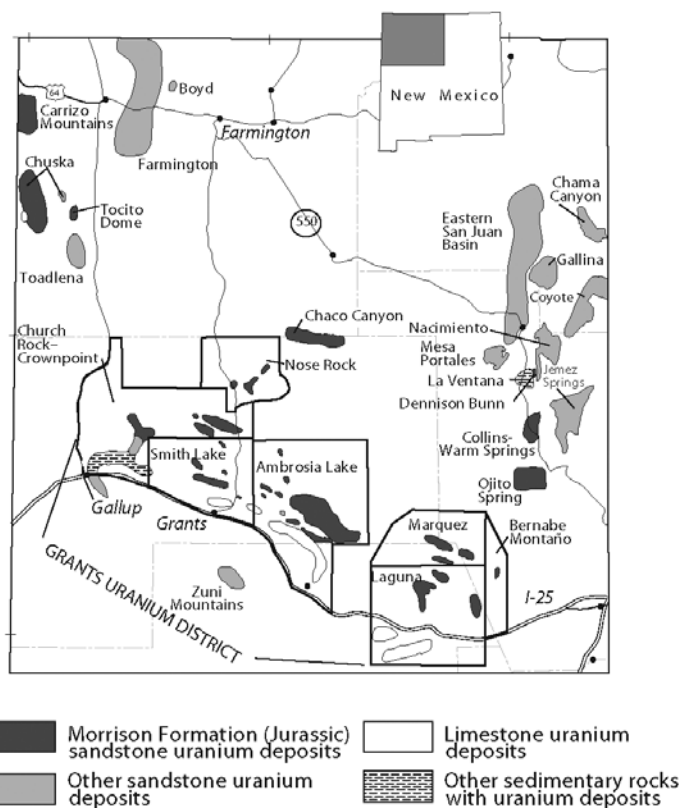 New Mexico
64
Boyd
Carrizo
Mountains
Farmington
Farmington
Chuska
Tocito
Dome
Toadlena
550
Chama
Canyon
Eastern
San Juan
Basin
Gallina
Coyote
Chaco Canyon
Nacimiento
Church
Rock–
Crownpoint
Nose Rock
Mesa
Portales
La Ventana
Jemez
Springs
Dennison Bunn
Collins-
Warm Springs
Smith Lake
Ambrosia Lake
Ojito
Spring
Gallup
Grants
Marquez
Bernabe
Montaño
Laguna
I-25
Zuni
Mountains
GRANTS URANIUM DISTRICT
Morrison Formation (Jurassic)
sandstone uranium deposits
Limestone uranium
deposits
Other sandstone uranium
deposits
Other sedimentary rocks
with uranium deposits